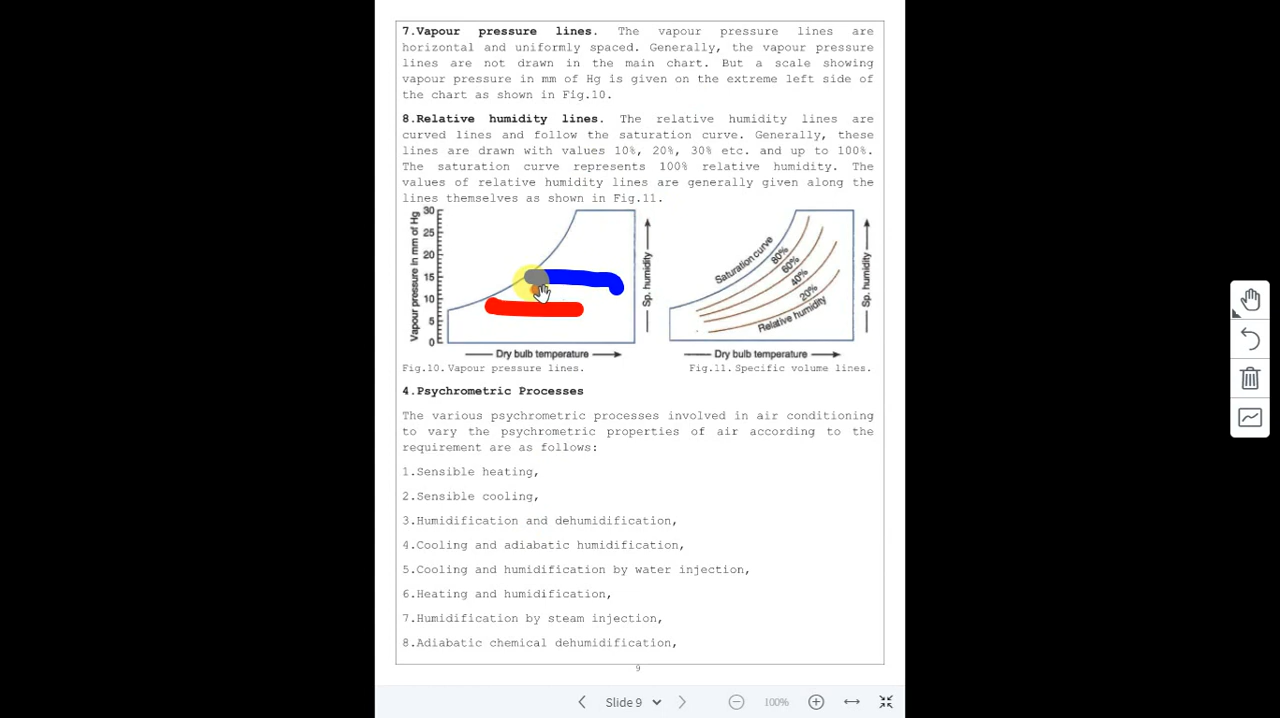 7.Vapour pressure lines. The vapour pressure lines are
horizontal and uniformly spaced. Generally, the vapour pressure
lines are not drawn in the main chart. But a scale showing
vapour pressure in mm of Hg is given on the extreme left side of
the chart as shown in Fig.10.
8.Relative humidity lines. The relative humidity lines are
curved lines and follow the saturation curve. Generally, these
lines are drawn with values 10%, 20%, 30% etc. and up to 100%.
The saturation curve represents 100% relative humidity. The
values of relative humidity lines are generally given along the
lines themselves as shown in Fig.11.
Vapour pressure in mm of Hg
30
25
20
15
10
5
0
Sp. humidity
Dry bulb temperature
Saturation curve
80%
60%
40%
20%
Relative humidity
Sp. humidity
Dry bulb temperature
Fig.10. Vapour pressure lines.
Fig.11. Specific volume lines.
4.Psychrometric Processes
The various psychrometric processes involved in air conditioning
to vary the psychrometric properties of air according to the
requirement are as follows:
1.Sensible heating,
2.Sensible cooling,
3.Humidification and dehumidification,
4.Cooling and adiabatic humidification,
5.Cooling and humidification by water injection,
6.Heating and humidification,
7.Humidification by steam injection,
8.Adiabatic chemical dehumidification,
9
Slide 9
100%